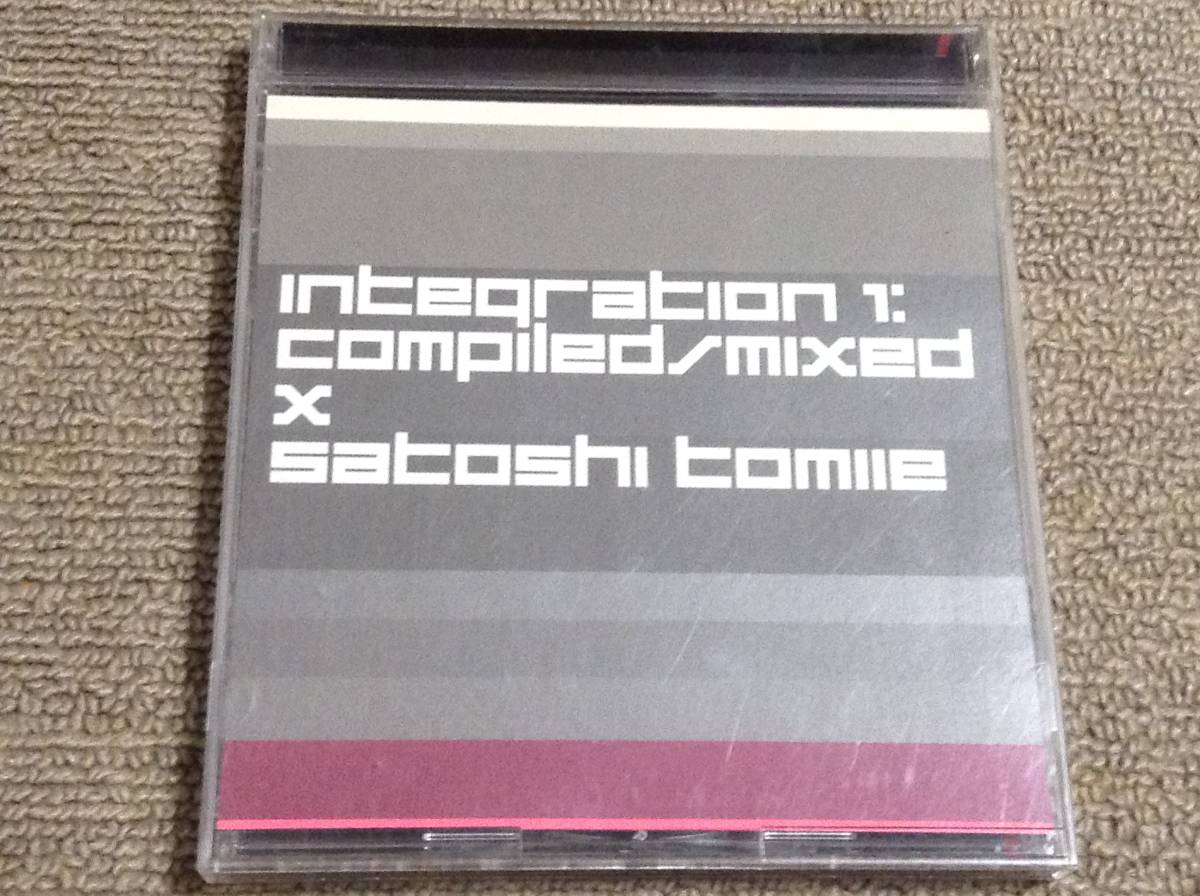 integration 1:
compiled/mixed
x
satoshi tomiie